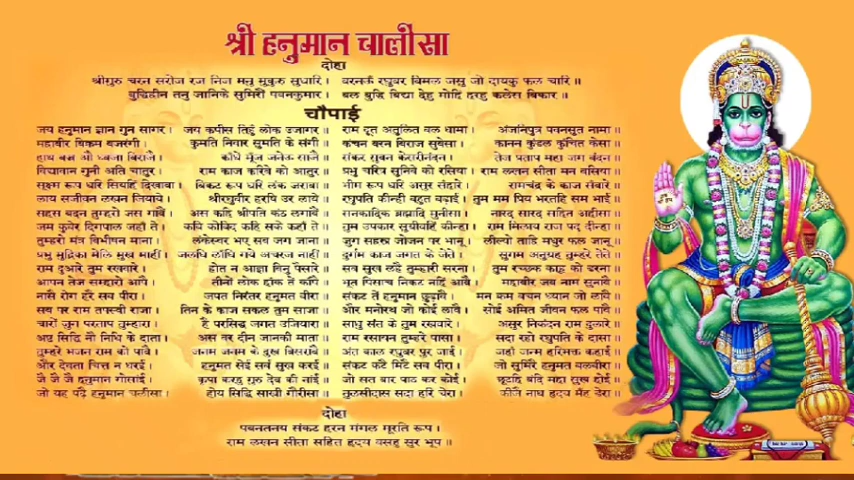 श्री हनुमान चालीसा
दोहा
श्रीगुरु चरन सरोज रज निज मनु मुकुरु सुधारि । बरनऊँ रघुबर बिमल जसु जो दायकु फल चारि ॥
बुद्धिहीन तनु जानिके सुमिरौं पवनकुमार । बल बुद्धि बिद्या देहु मोहि हरहु कलेस बिकार ॥
चौपाई
जय हनुमान ज्ञान गुन सागर । जय कपीस तिहुँ लोक उजागर ॥ राम दूत अतुलित बल धामा । अंजनिपुत्र पवनसुत नामा ॥
महाबीर बिक्रम बजरंगी । कुमति निवार सुमति के संगी ॥ कंचन बरन बिराज सुबेसा । कानन कुंडल कुंचित केसा ॥
हाथ बज्र औ ध्वजा बिराजै । काँधे मूँज जनेऊ साजै ॥ संकर सुवन केसरीनंदन । तेज प्रताप महा जग बंदन ॥
विद्यावान गुनी अति चातुर । राम काज करिबे को आतुर ॥ प्रभु चरित्र सुनिबे को रसिया । राम लखन सीता मन बसिया ॥
सूक्ष्म रूप धरि सियहिं दिखावा । बिकट रूप धरि लंक जरावा ॥ भीम रूप धरि असुर सँहारे । रामचंद्र के काज सँवारे ॥
लाय सजीवन लखन जियाये । श्रीरघुबीर हरषि उर लाये ॥ रघुपति कीन्ही बहुत बड़ाई । तुम मम प्रिय भरतहि सम भाई ॥
सहस बदन तुम्हरो जस गावैं । अस कहि श्रीपति कंठ लगावैं ॥ सनकादिक ब्रह्मादि मुनीसा । नारद सारद सहित अहीसा ॥
जम कुबेर दिगपाल जहाँ ते । कबि कोबिद कहि सके कहाँ ते ॥ तुम उपकार सुग्रीवहिं कीन्हा । राम मिलाय राज पद दीन्हा ॥
तुम्हरो मंत्र बिभीषन माना । लंकेस्वर भए सब जग जाना ॥ जुग सहस्र जोजन पर भानू । लील्यो ताहि मधुर फल जानू ॥
प्रभु मुद्रिका मेलि मुख माहीं । जलधि लाँघि गये अचरज नाहीं ॥ दुर्गम काज जगत के जेते । सुगम अनुग्रह तुम्हरे तेते ॥
राम दुआरे तुम रखवारे । होत न आज्ञा बिनु पैसारे ॥ सब सुख लहै तुम्हारी सरना । तुम रच्छक काहू को डरना ॥
आपन तेज सम्हारो आपै । तीनों लोक हाँक तें काँपै ॥ भूत पिसाच निकट नहिं आवै । महाबीर जब नाम सुनावै ॥
नासै रोग हरै सब पीरा । जपत निरंतर हनुमत बीरा ॥ संकट तें हनुमान छुड़ावै । मन क्रम बचन ध्यान जो लावै ॥
सब पर राम तपस्वी राजा । तिन के काज सकल तुम साजा ॥ और मनोरथ जो कोई लावै । सोई अमित जीवन फल पावै ॥
चारों जुग परताप तुम्हारा । है परसिद्ध जगत उजियारा ॥ साधु संत के तुम रखवारे । असुर निकंदन राम दुलारे ॥
अष्ट सिद्धि नौ निधि के दाता । अस बर दीन जानकी माता ॥ राम रसायन तुम्हरे पासा । सदा रहो रघुपति के दासा ॥
तुम्हरे भजन राम को पावै । जनम जनम के दुख बिसरावै ॥ अंत काल रघुबर पुर जाई । जहाँ जन्म हरिभक्त कहाई ॥
और देवता चित्त न धरई । हनुमत सेई सर्ब सुख करई ॥ संकट कटै मिटै सब पीरा । जो सुमिरै हनुमत बलबीरा ॥
जै जै जै हनुमान गोसाईं । कृपा करहु गुरु देव की नाईं ॥ जो सत बार पाठ कर कोई । छूटहि बंदि महा सुख होई ॥
जो यह पढ़ै हनुमान चलीसा । होय सिद्धि साखी गौरीसा ॥ तुलसीदास सदा हरि चेरा । कीजै नाथ हृदय मँह डेरा ॥
दोहा
पवनतनय संकट हरन मंगल मूरति रूप ।
राम लखन सीता सहित हृदय बसहु सुर भूप ॥